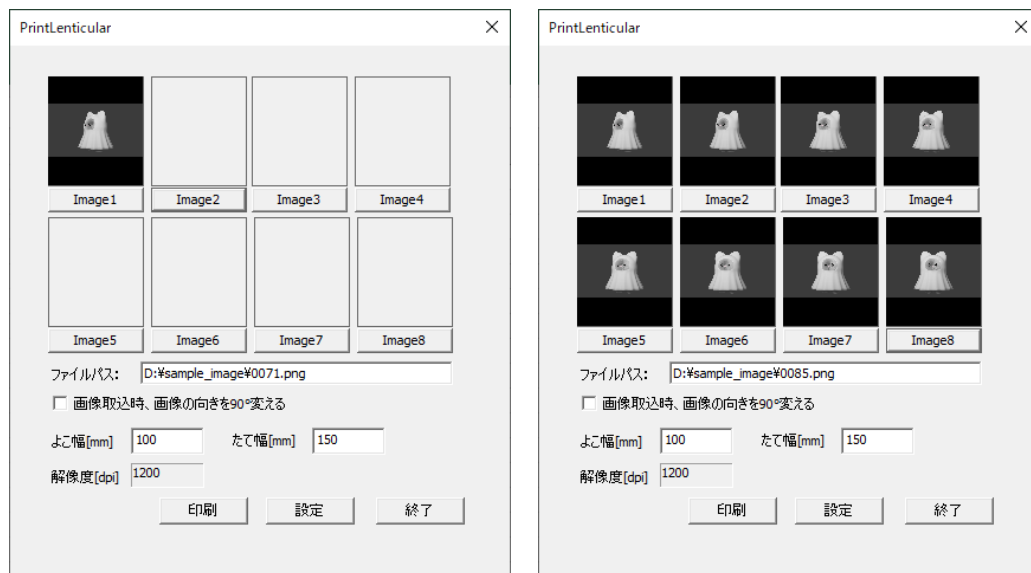 PrintLenticular
Image1 Image2 Image3 Image4
Image5 Image6 Image7 Image8
ファイルパス: D:¥sample_image¥0071.png
画像取込時、画像の向きを90°変える
よこ幅[mm] 100 たて幅[mm] 150
解像度[dpi] 1200
印刷 設定 終了
PrintLenticular
Image1 Image2 Image3 Image4
Image5 Image6 Image7 Image8
ファイルパス: D:¥sample_image¥0085.png
画像取込時、画像の向きを90°変える
よこ幅[mm] 100 たて幅[mm] 150
解像度[dpi] 1200
印刷 設定 終了